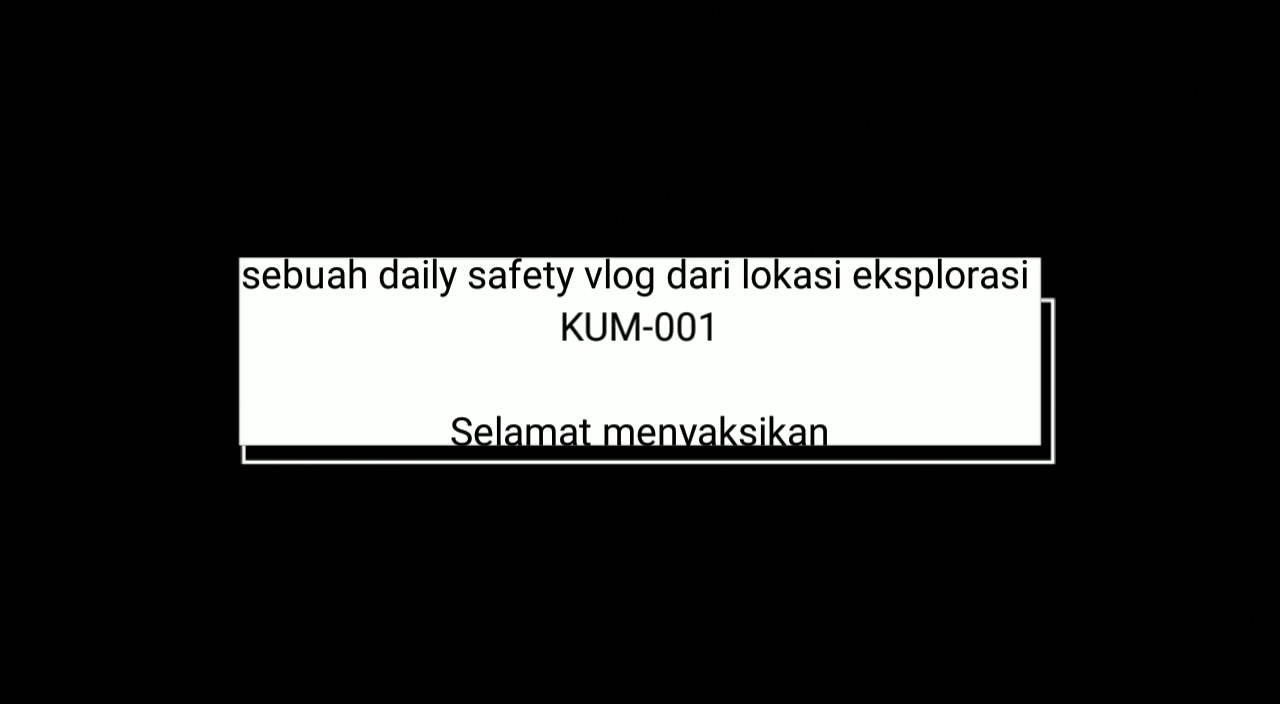 sebuah daily safety vlog dari lokasi eksplorasi
KUM-001
Selamat menyaksikan